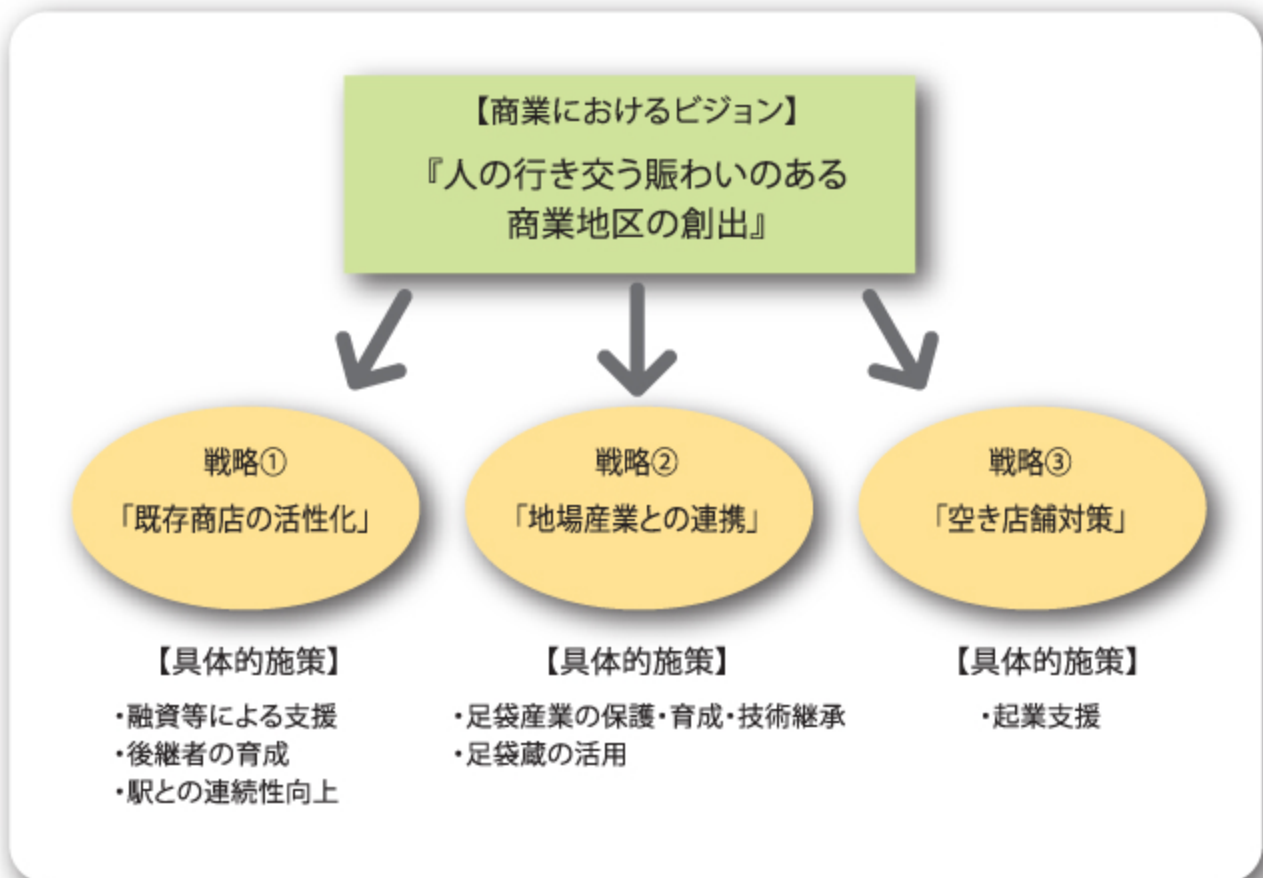 【商業におけるビジョン】
『人の行き交う賑わいのある
商業地区の創出』
戦略①
「既存商店の活性化」
【具体的施策】
・融資等による支援
・後継者の育成
・駅との連続性向上
戦略②
「地場産業との連携」
【具体的施策】
・足袋産業の保護・育成・技術継承
・足袋蔵の活用
戦略③
「空き店舗対策」
【具体的施策】
・起業支援